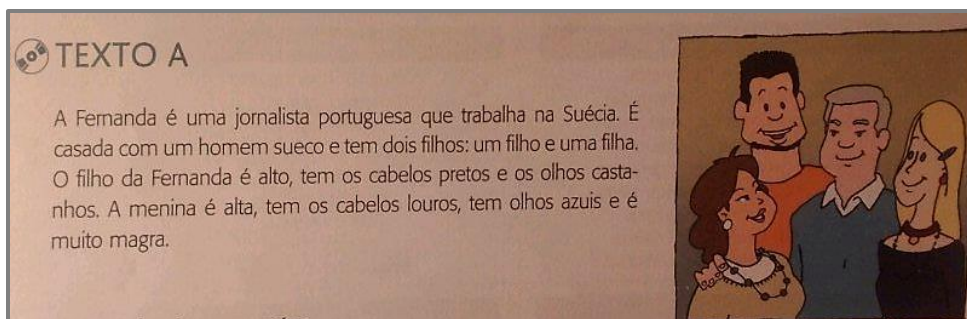 TEXTO A
A Fernanda é uma jornalista portuguesa que trabalha na Suécia. É
casada com um homem sueco e tem dois filhos: um filho e uma filha.
O filho da Fernanda é alto, tem os cabelos pretos e os olhos casta-
nhos. A menina é alta, tem os cabelos louros, tem olhos azuis e é
muito magra.